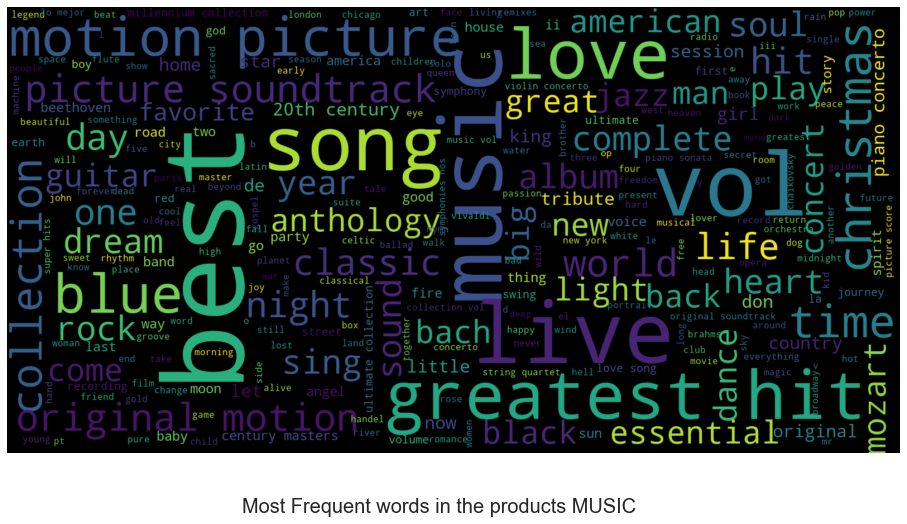 legend
o mejor
beat
millennium collection
london
chicago
art
face
living
remixes
american
soul
rain
pop
power
motion picture
space
flute
show
sacred
god
season
america
children
solo
queen
house
ii
us
sea
love
radio
session
iii
single
hit
people
boy
home
star
early
symphony
violin concerto
first
e
away
book
story
picture soundtrack
machine
beautiful
something
beethoven
favorite
20th century
eye
great
jazz
man
play
work
peace
piano concerto
west
heaven
girl
dark
earth
day
road
two
city
five
will
b
song
music vol
king
brother
ultimate
complete
mind
greatest
christmas
water
three
op
piano sonata
secret
room
tchaikovsky
golden
collection
guitar
paris
master
latin
real
beyond
gospel
year
tale
good
symphonies nos
album
passion
four
freedom
present
hard
vol
got
concert
future
john
forever
dead
red
de
suite
vivaldi
tribute
one
cool
old
feel
fall
anthology
music
big
da
new
voice
lover
record
return
another
musical
dream
high
go
party
celtic
ballad
walk
bad
wild
new york
white
le
free
life
dog
midnight
spirit
picture score
super hits
sweet
rhythm
band
planet
classic
thing
world
opera
head
kid
know
place
joy
war
make
classical
swing
light
back
heart
la
journey
blue
best
night
sound
fire
collection vol
d
portrait
don
original soundtrack
rock
way
word
groove
o
still
street
box
together
bach
happy
deep
never
el
wind
live
long
brahms
sky
around
time
woman
last
lost
land
concerto
club
movie
everything
country
come
end
take
morning
side
sing
ultimate collection
little
string quartet
hell
love song
dance
magic
hot
mozart
hand
recording
film
change
moon
alive
let
angel
friend
gold
rose
greatest hit
broadway
original motion
game
handel
now
women
young
pt
pure
baby
child
century masters
river
volume
romance
black
sun
essential
original
mr
Most Frequent words in the products MUSIC